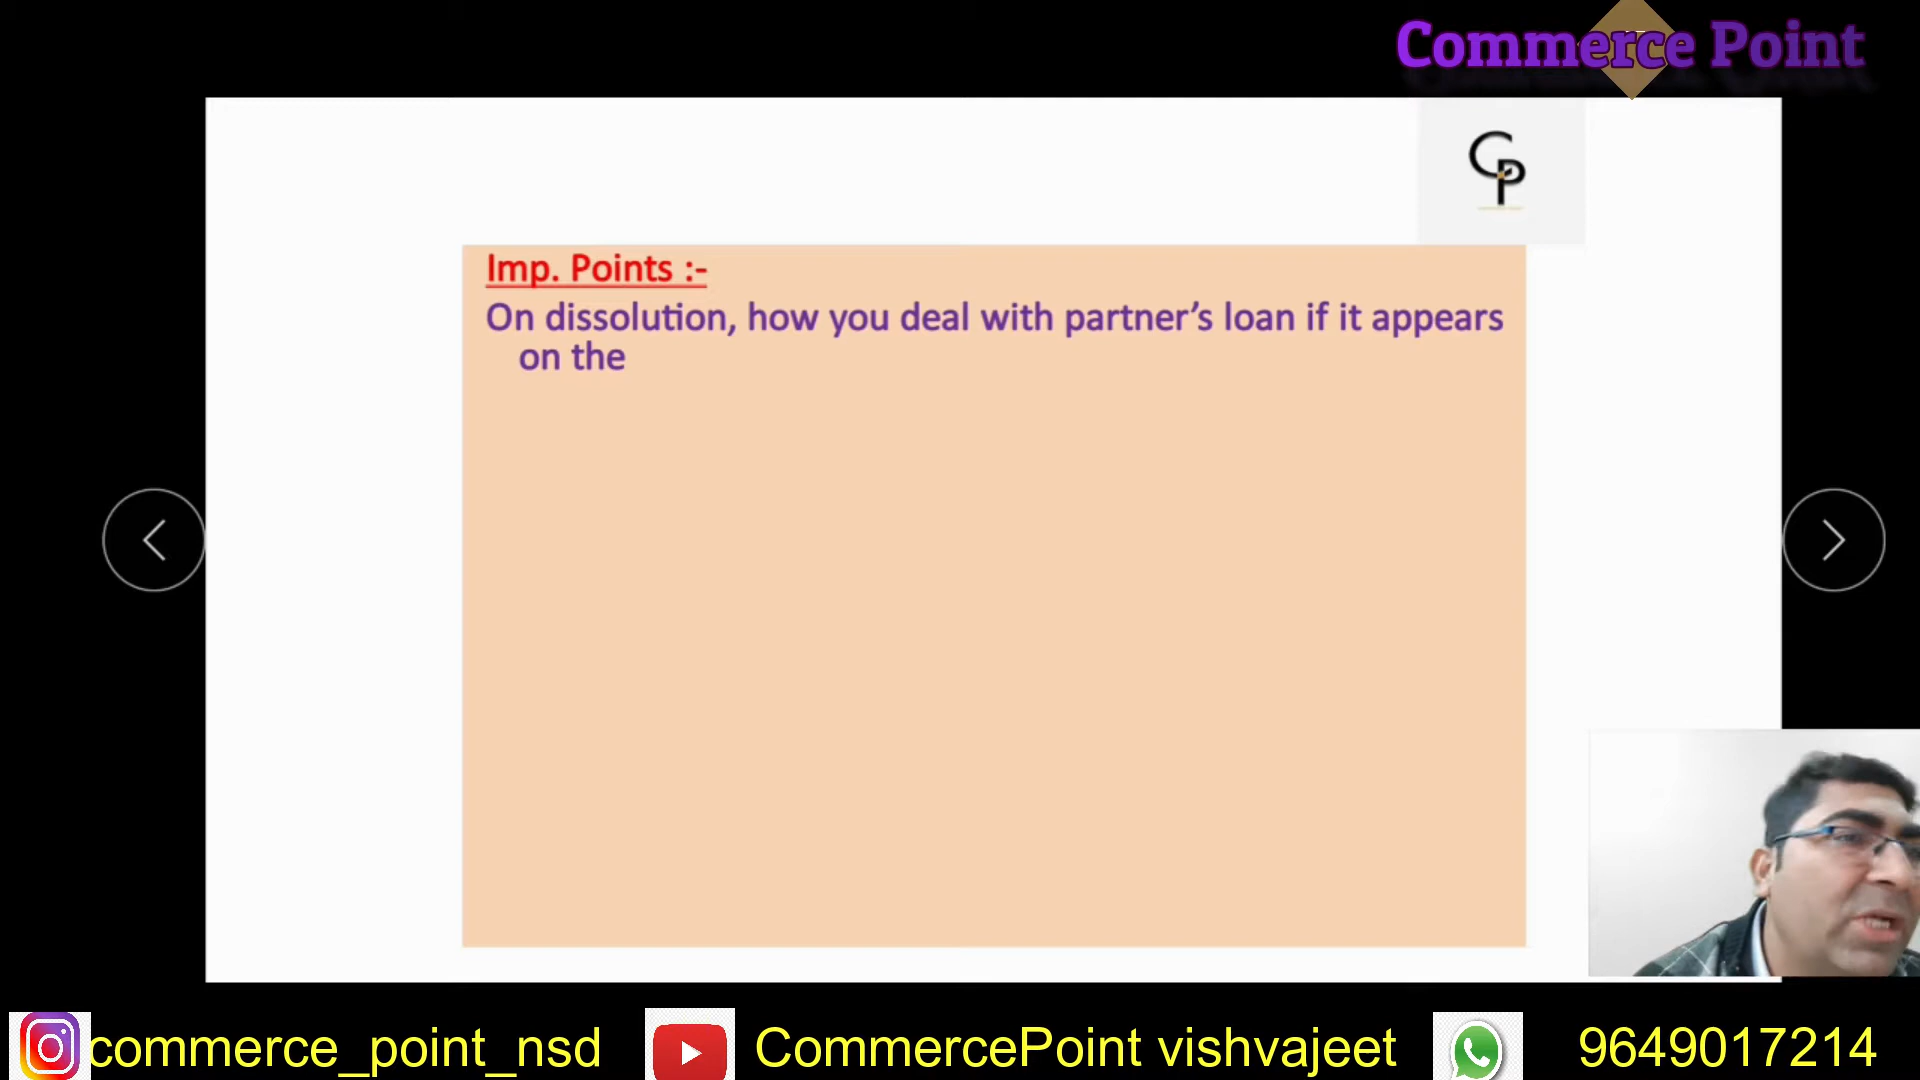 Commerce Point
CP
Imp. Points :-
On dissolution, how you deal with partner’s loan if it appears
on the
commerce_point_nsd
CommercePoint vishvajeet
9649017214